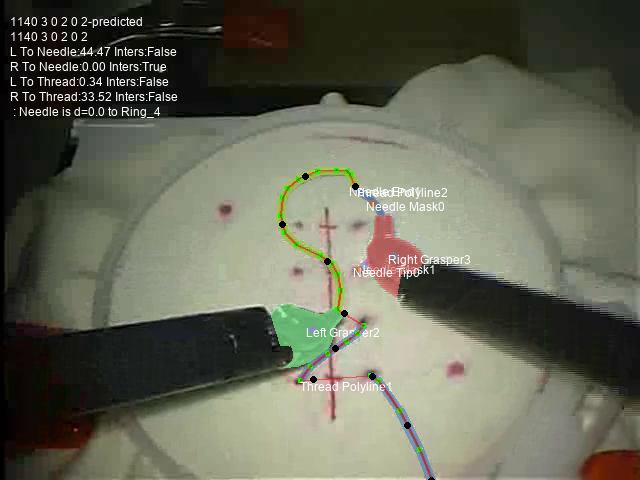 1140 3 0 2 0 2-predicted
1140 3 0 2 0 2
L To Needle:44.47 Inters:False
R To Needle:0.00 Inters:True
L To Thread:0.34 Inters:False
R To Thread:33.52 Inters:False
: Needle is d=0.0 to Ring_4
Thread Polyline2
Needle Mask0
Right Grasper3
Needle Tip0
Left Grasper2
Thread Polyline1